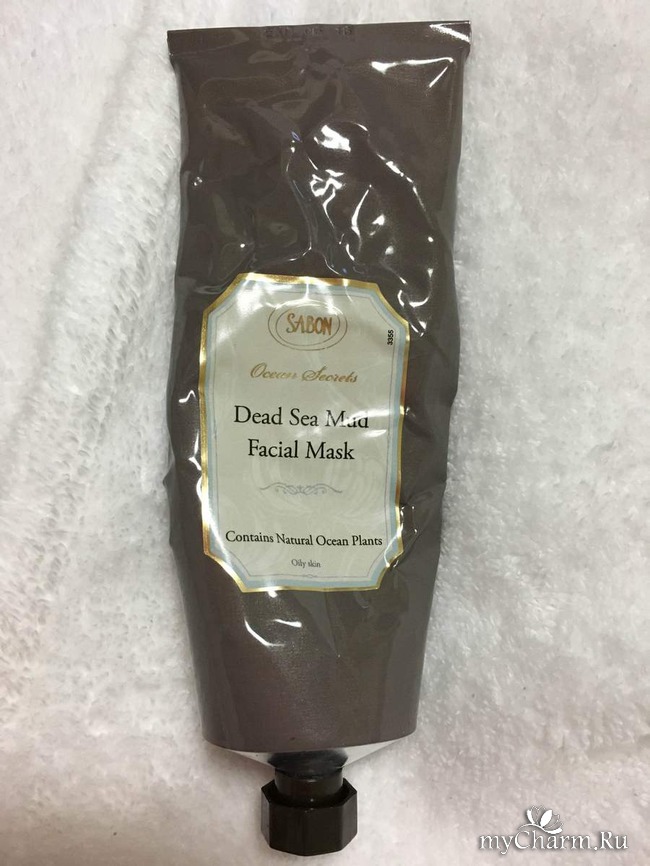 SABON
3355
Ocean Secrets
Dead Sea Mud
Facial Mask
Contains Natural Ocean Plants
Oily skin
myCharm.Ru